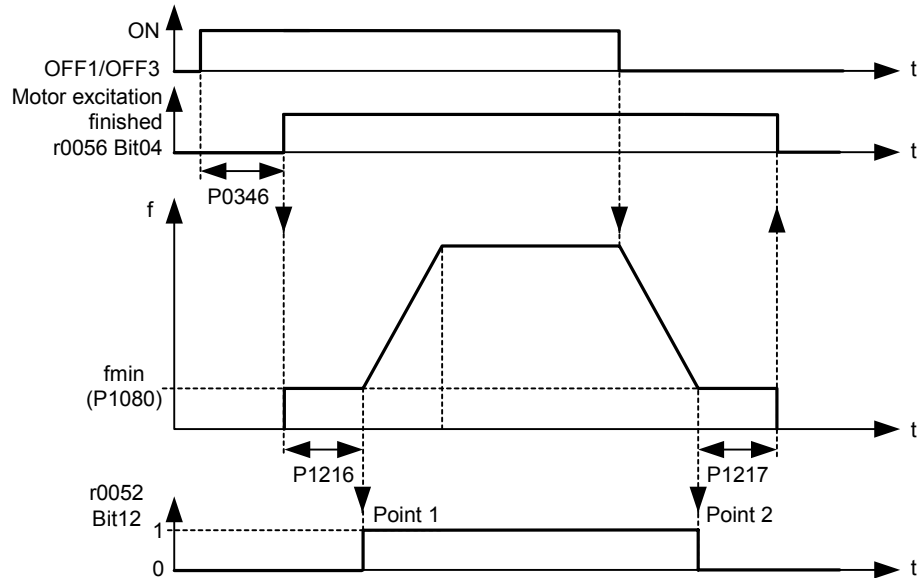 ON
OFF1/OFF3
t
Motor excitation
finished
r0056 Bit04
t
P0346
f
fmin
(P1080)
t
P1216
P1217
r0052
Bit12
1
Point 1
Point 2
0
t